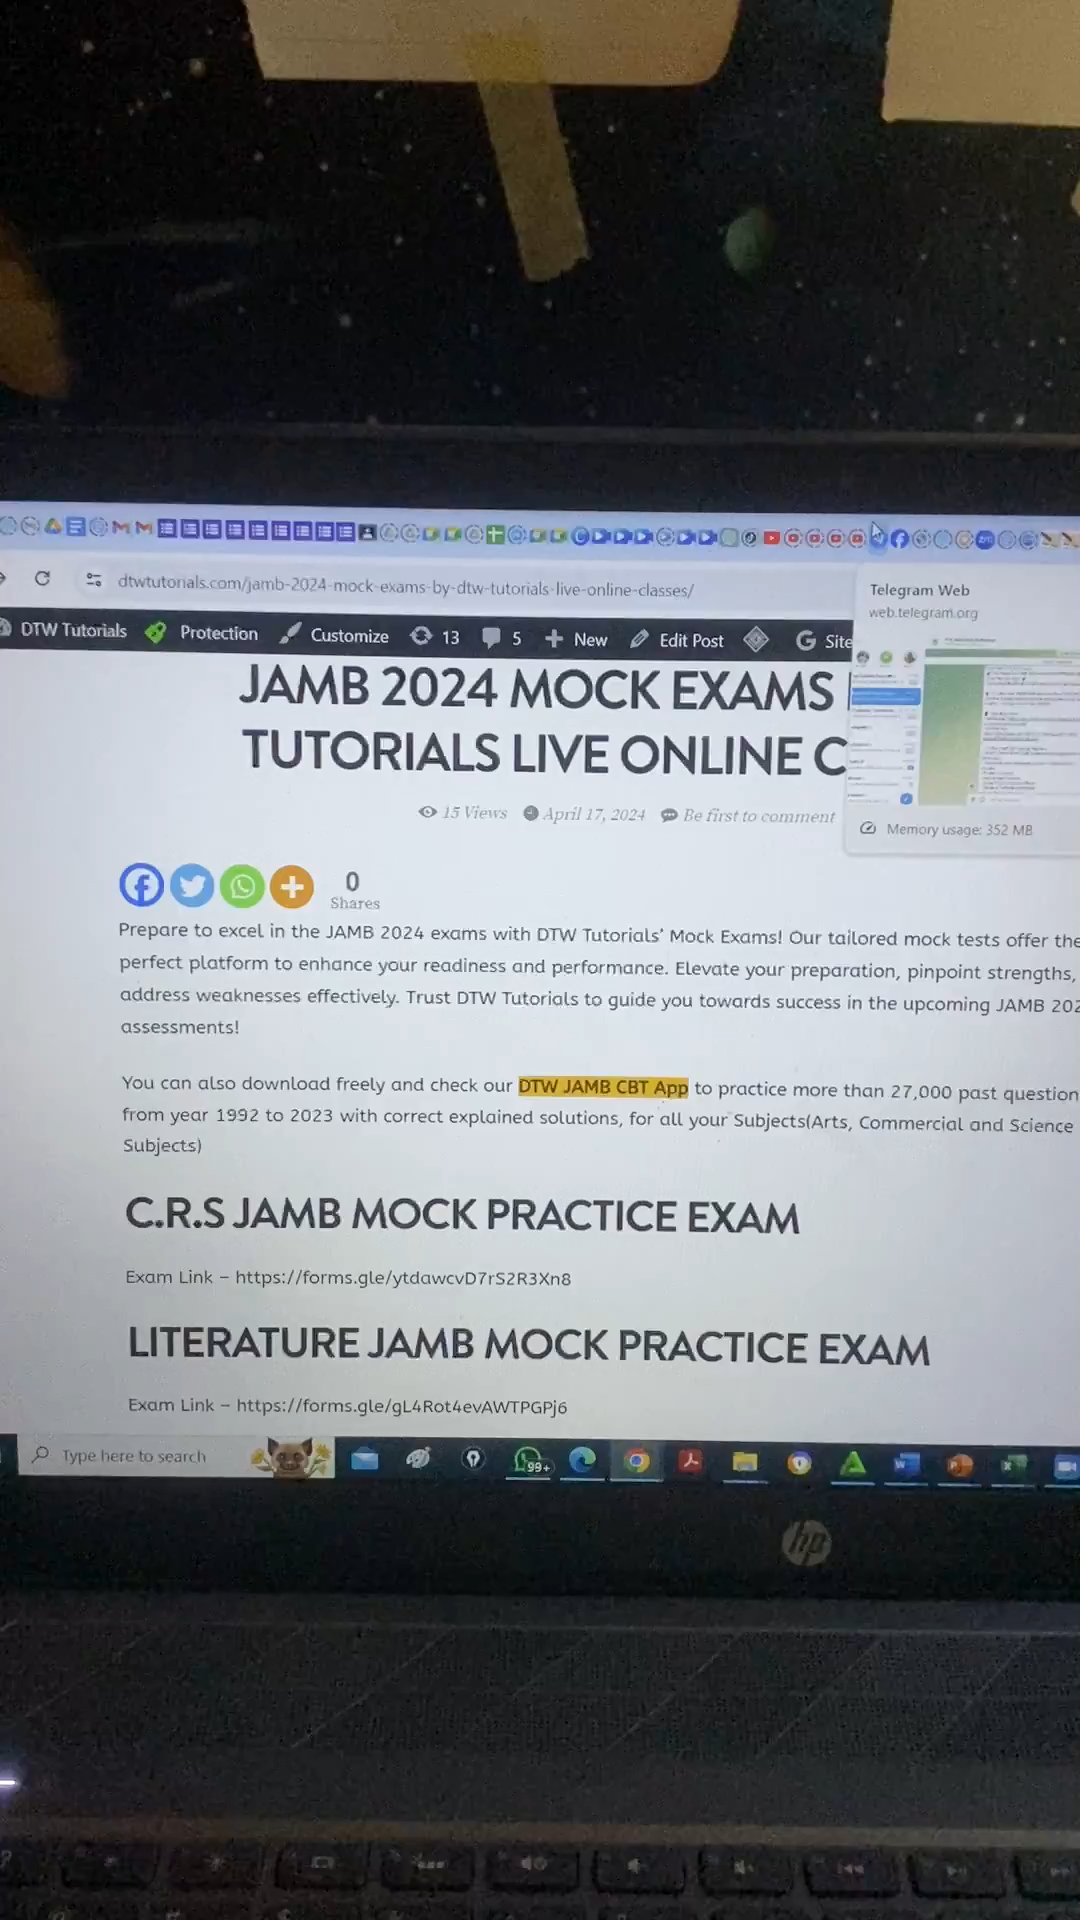 dtwtutorials.com/jamb-2024-mock-exams-by-dtw-tutorials-live-online-classes/
Telegram Web
web.telegram.org
DTW Tutorials Protection Customize 13 5 New Edit Post Site
JAMB 2024 MOCK EXAMS
TUTORIALS LIVE ONLINE C
15 Views April 17, 2024 Be first to comment
Memory usage: 352 MB
0
Shares
Prepare to excel in the JAMB 2024 exams with DTW Tutorials' Mock Exams! Our tailored mock tests offer the
perfect platform to enhance your readiness and performance. Elevate your preparation, pinpoint strengths,
address weaknesses effectively. Trust DTW Tutorials to guide you towards success in the upcoming JAMB 202
assessments!
You can also download freely and check our DTW JAMB CBT App to practice more than 27,000 past question
from year 1992 to 2023 with correct explained solutions, for all your Subjects(Arts, Commercial and Science
Subjects)
C.R.S JAMB MOCK PRACTICE EXAM
Exam Link – https://forms.gle/ytdawcvD7rS2R3Xn8
LITERATURE JAMB MOCK PRACTICE EXAM
Exam Link – https://forms.gle/gL4Rot4evAWTPGPj6
Type here to search
99+
hp